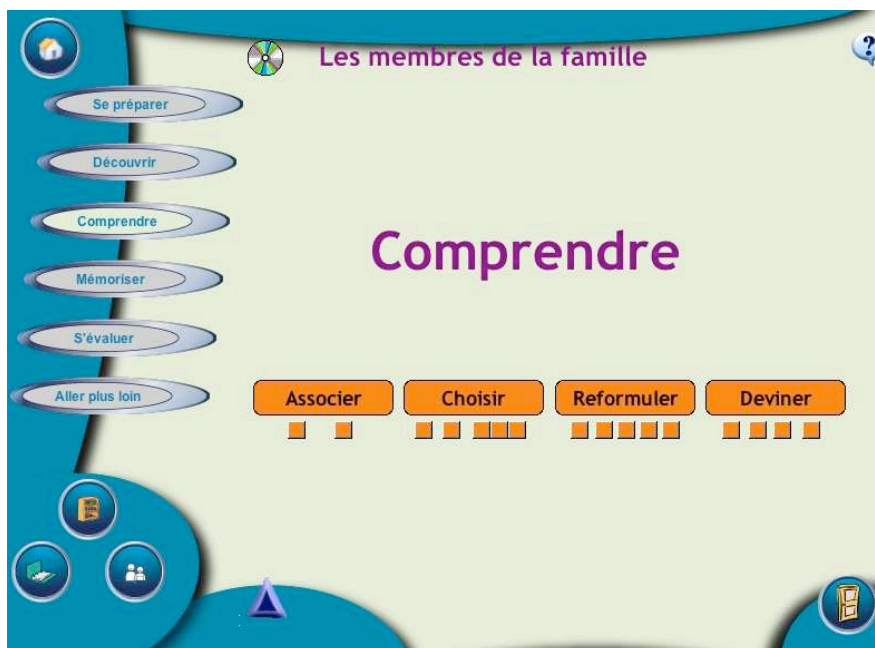 Les membres de la famille
?
Se préparer
Découvrir
Comprendre
Mémoriser
S'évaluer
Aller plus loin
Comprendre
Associer
Choisir
Reformuler
Deviner